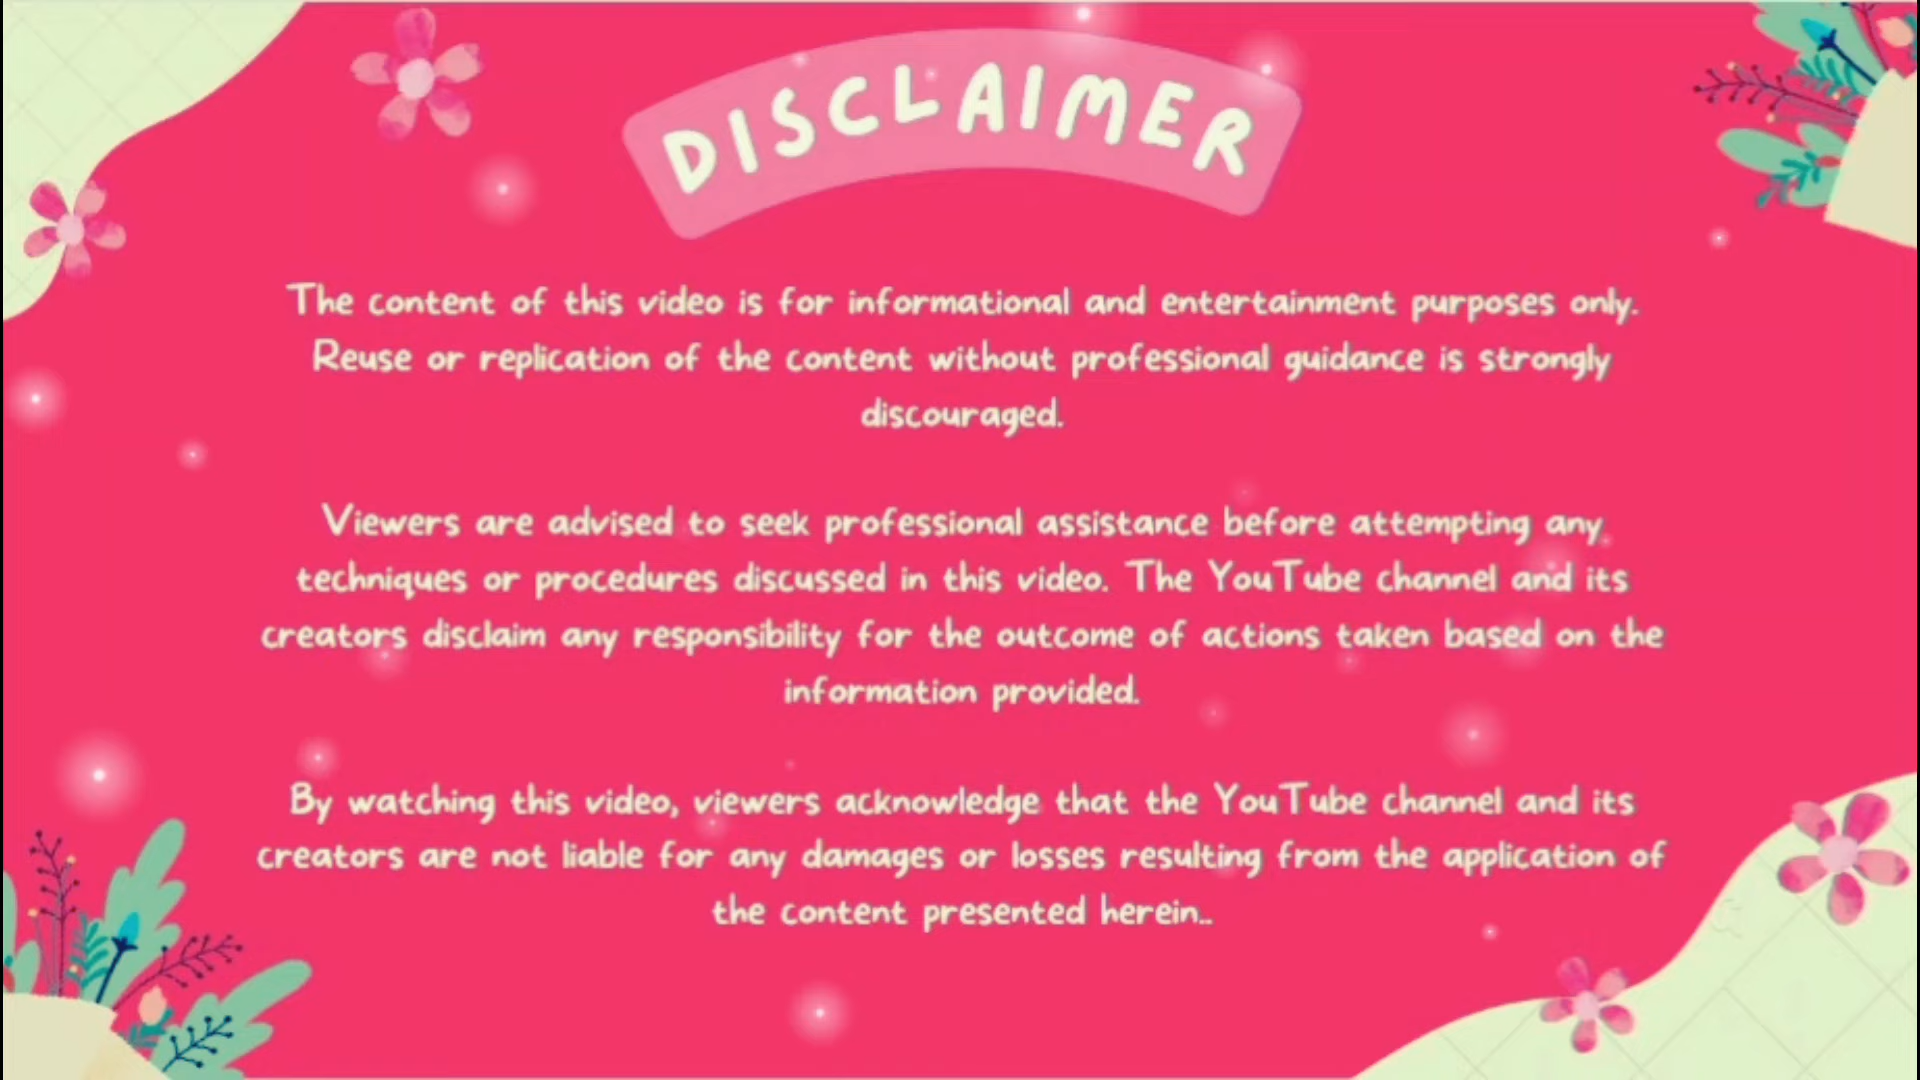 DISCLAIMER
The content of this video is for informational and entertainment purposes only.
Reuse or replication of the content without professional guidance is strongly
discouraged.
Viewers are advised to seek professional assistance before attempting any
techniques or procedures discussed in this video. The YouTube channel and its
creators disclaim any responsibility for the outcome of actions taken based on the
information provided.
By watching this video, viewers acknowledge that the YouTube channel and its
creators are not liable for any damages or losses resulting from the application of
the content presented herein..